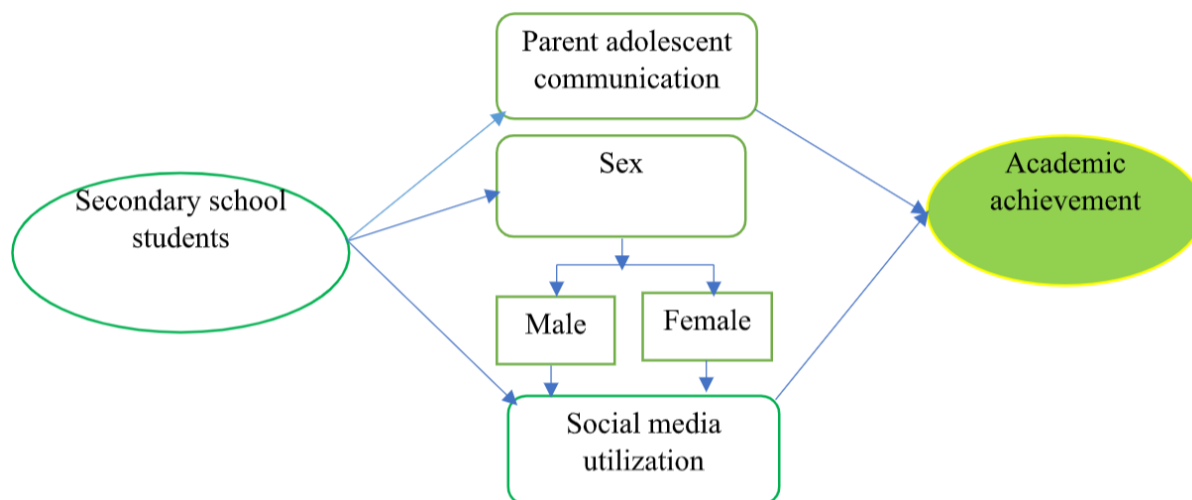 Parent adolescent
communication
Sex
Secondary school
students
Academic
achievement
Male
Female
Social media
utilization